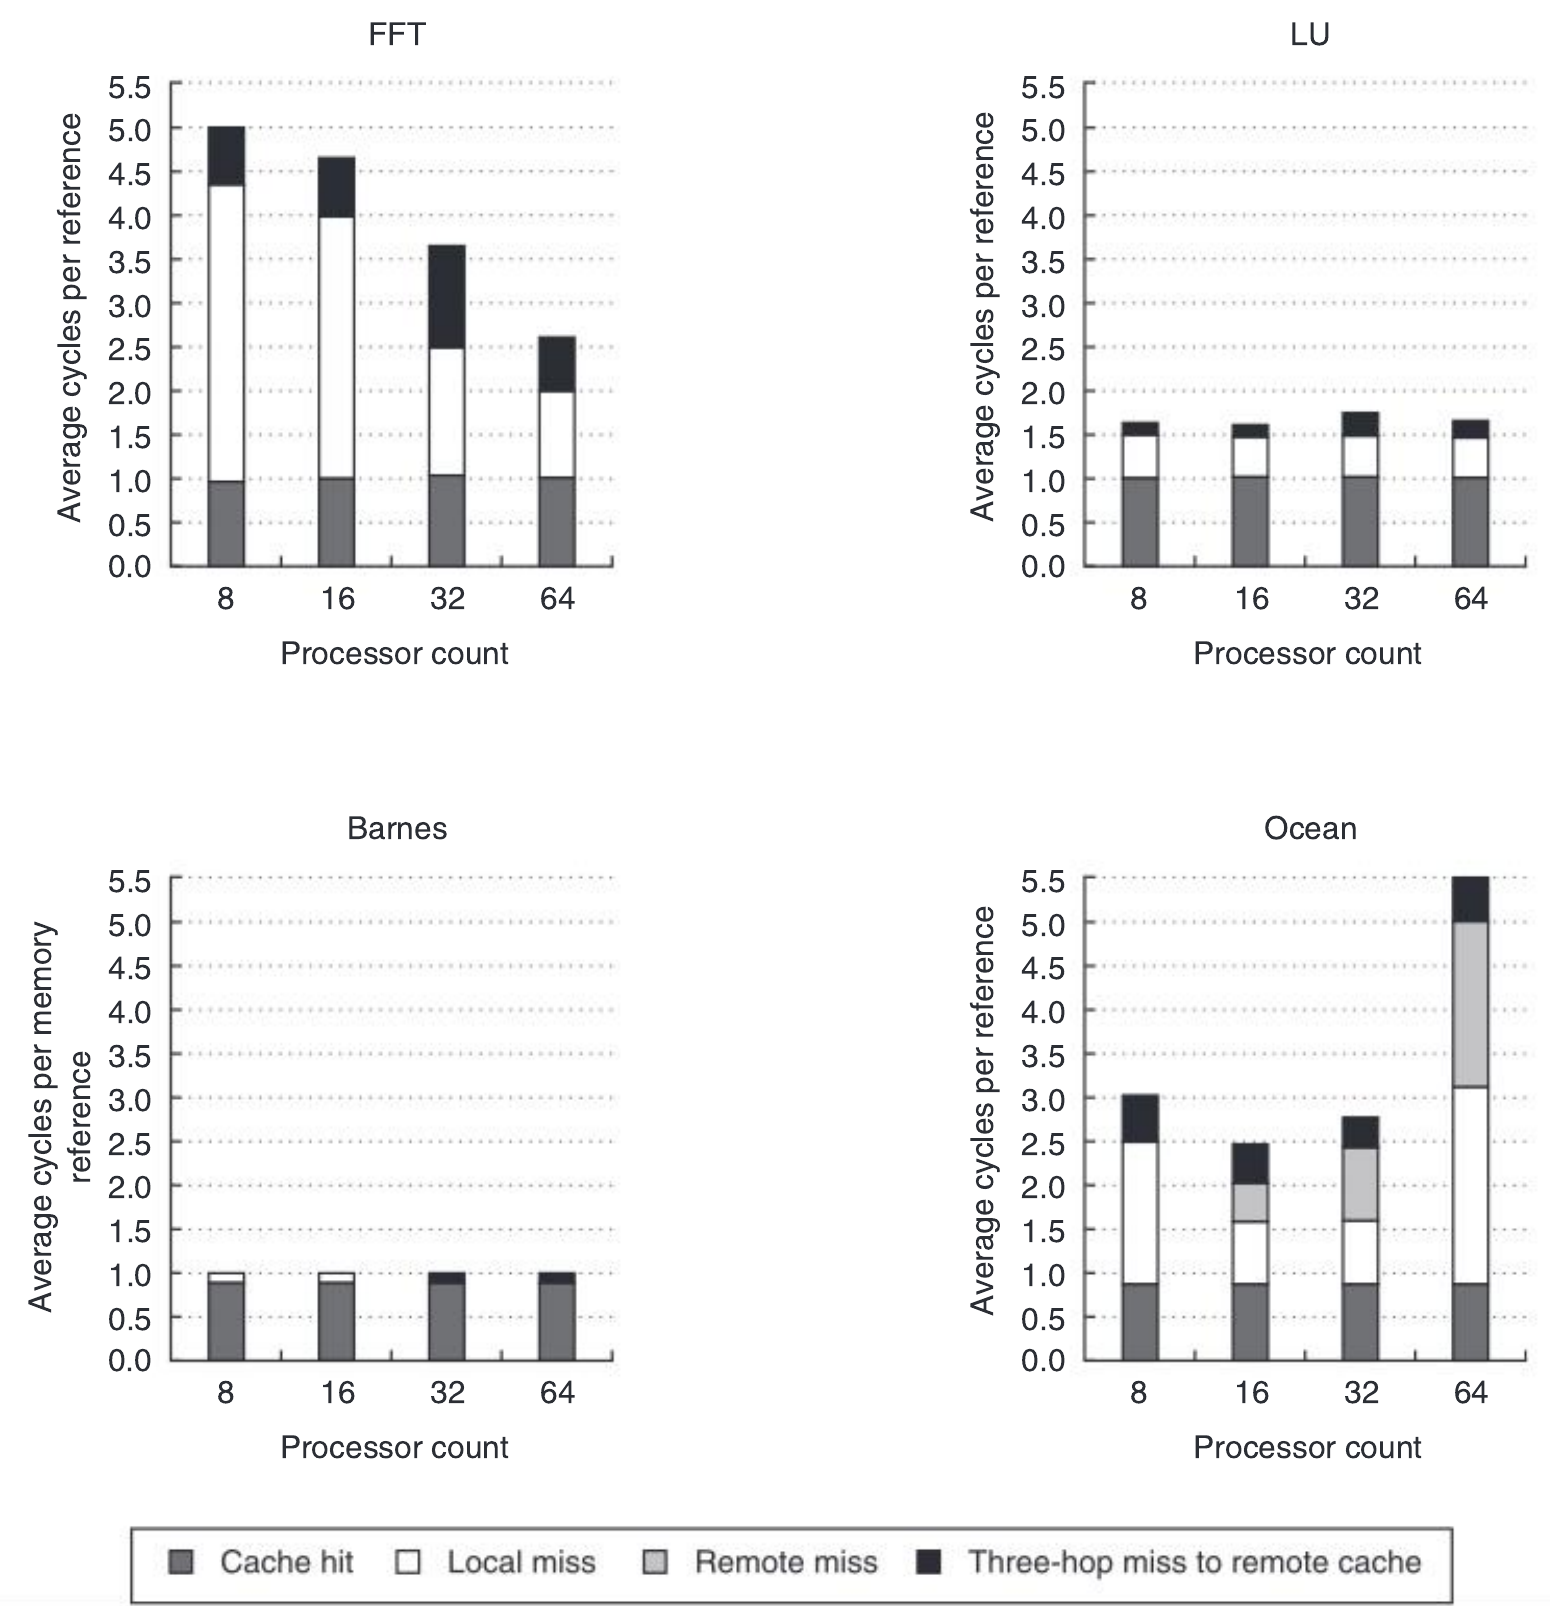 FFT
5.5
5.0
4.5
4.0
3.5
3.0
2.5
2.0
1.5
1.0
0.5
0.0
Average cycles per reference
8 16 32 64
Processor count
LU
5.5
5.0
4.5
4.0
3.5
3.0
2.5
2.0
1.5
1.0
0.5
0.0
Average cycles per reference
8 16 32 64
Processor count
Barnes
5.5
5.0
4.5
4.0
3.5
3.0
2.5
2.0
1.5
1.0
0.5
0.0
Average cycles per memory
reference
8 16 32 64
Processor count
Ocean
5.5
5.0
4.5
4.0
3.5
3.0
2.5
2.0
1.5
1.0
0.5
0.0
Average cycles per reference
8 16 32 64
Processor count
Cache hit Local miss Remote miss Three-hop miss to remote cache